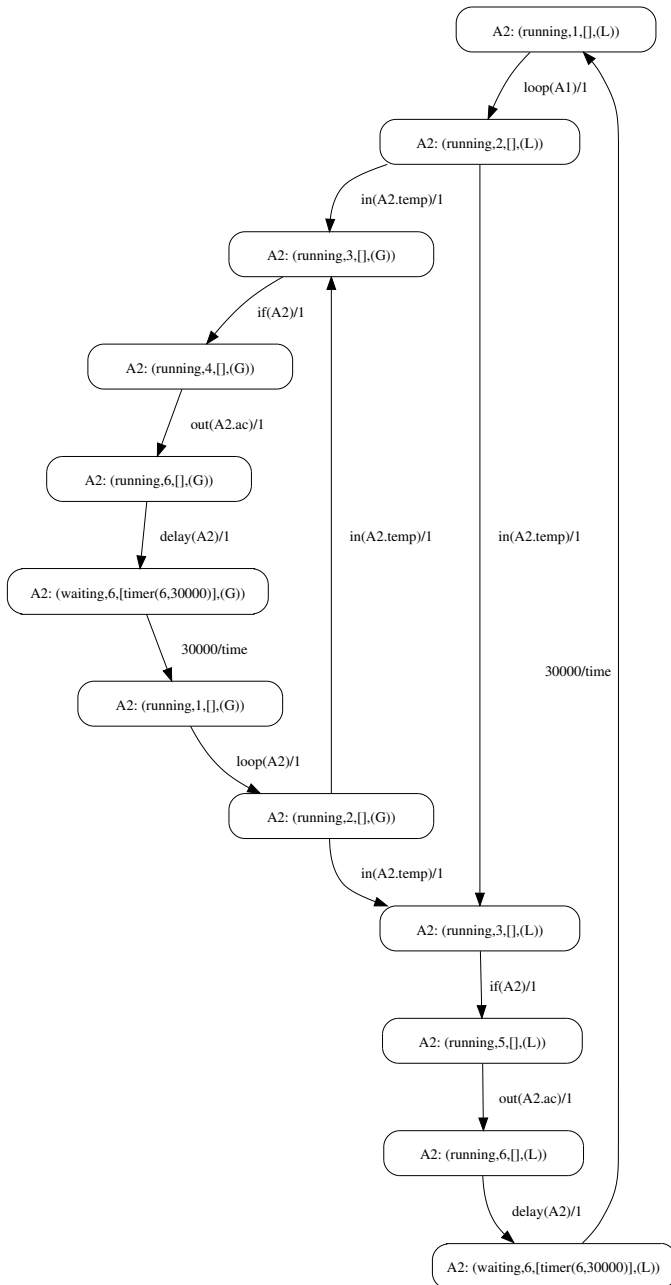 A2: (running,1,[],(L))
loop(A1)/1
A2: (running,2,[],(L))
in(A2.temp)/1
A2: (running,3,[],(G))
if(A2)/1
A2: (running,4,[],(G))
out(A2.ac)/1
A2: (running,6,[],(G))
delay(A2)/1
in(A2.temp)/1
in(A2.temp)/1
A2: (waiting,6,[timer(6,30000)],(G))
30000/time
30000/time
A2: (running,1,[],(G))
loop(A2)/1
A2: (running,2,[],(G))
in(A2.temp)/1
A2: (running,3,[],(L))
if(A2)/1
A2: (running,5,[],(L))
out(A2.ac)/1
A2: (running,6,[],(L))
delay(A2)/1
A2: (waiting,6,[timer(6,30000)],(L))